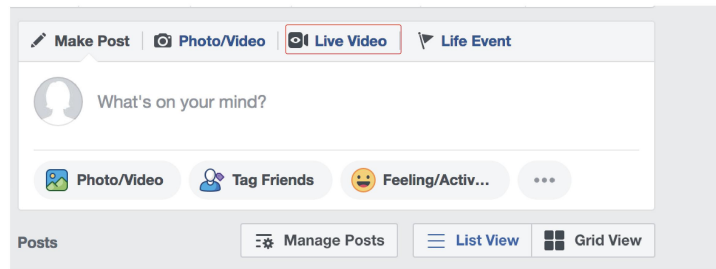 Make Post Photo/Video Live Video Life Event
What's on your mind?
Photo/Video Tag Friends Feeling/Activ...
Posts Manage Posts List View Grid View